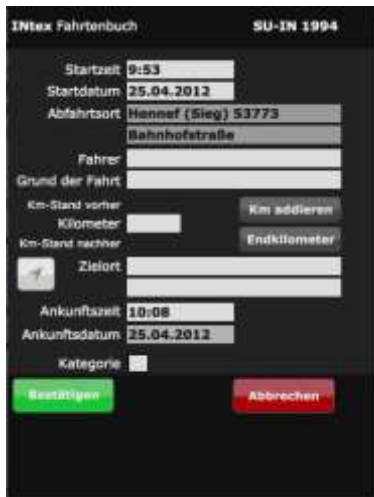 INtex Fahrtenbuch SU-IN 1994
Startzeit 9:53
Startdatum 25.04.2012
Abfahrtsort Hennef (Sieg) 53773
Bahnhofstraße
Fahrer
Grund der Fahrt
Km-Stand vorher Km addieren
Kilometer
Km-Stand nachher Endkilometer
Zielort
Ankunftszeit 10:08
Ankunftsdatum 25.04.2012
Kategorie
Bestätigen Abbrechen